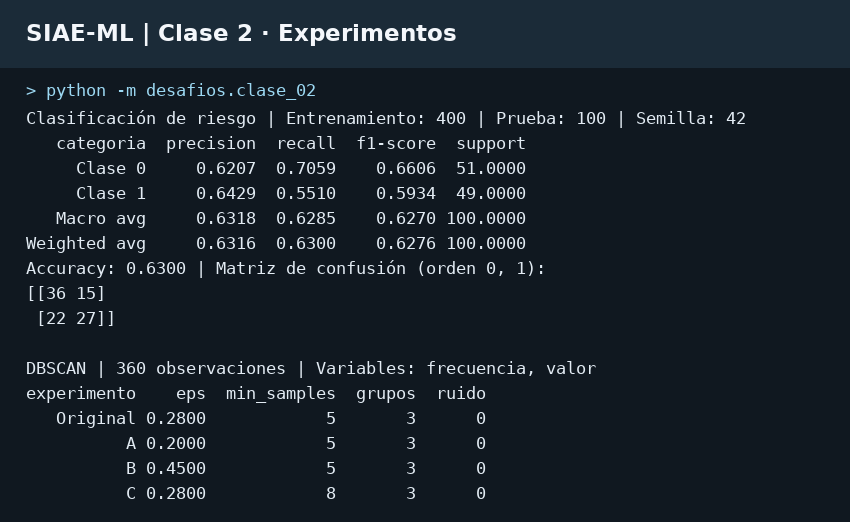 SIAE-ML | Clase 2 · Experimentos
> python -m desafios.clase_02
Clasificación de riesgo | Entrenamiento: 400 | Prueba: 100 | Semilla: 42
categoria precision recall f1-score support
Clase 0 0.6207 0.7059 0.6606 51.0000
Clase 1 0.6429 0.5510 0.5934 49.0000
Macro avg 0.6318 0.6285 0.6270 100.0000
Weighted avg 0.6316 0.6300 0.6276 100.0000
Accuracy: 0.6300 | Matriz de confusión (orden 0, 1):
[[36 15]
[22 27]]
DBSCAN | 360 observaciones | Variables: frecuencia, valor
experimento eps min_samples grupos ruido
Original 0.2800 5 3 0
A 0.2000 5 3 0
B 0.4500 5 3 0
C 0.2800 8 3 0